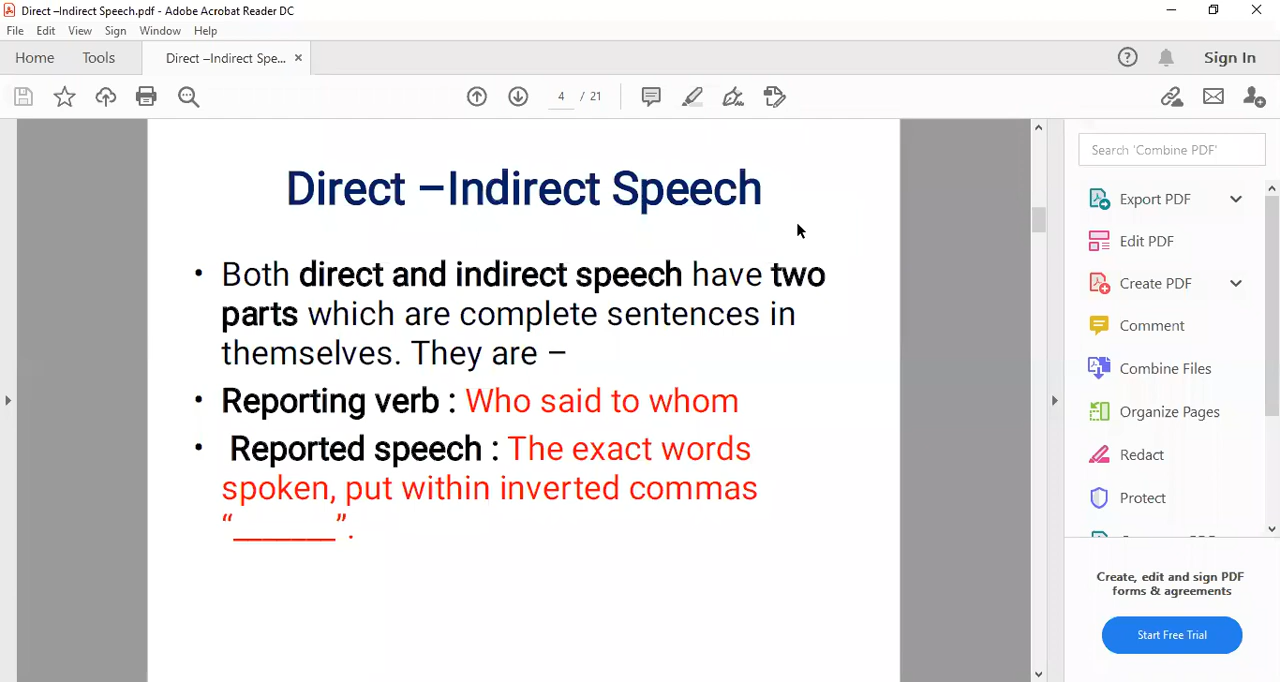 Direct –Indirect Speech.pdf - Adobe Acrobat Reader DC
File Edit View Sign Window Help
Home Tools Direct –Indirect Spe... × Sign In
4 / 21
Search 'Combine PDF'
Direct –Indirect Speech
• Both direct and indirect speech have two
parts which are complete sentences in
themselves. They are –
• Reporting verb : Who said to whom
• Reported speech : The exact words
spoken, put within inverted commas
“_______”.
Export PDF
Edit PDF
Create PDF
Comment
Combine Files
Organize Pages
Redact
Protect
Create, edit and sign PDF
forms & agreements
Start Free Trial